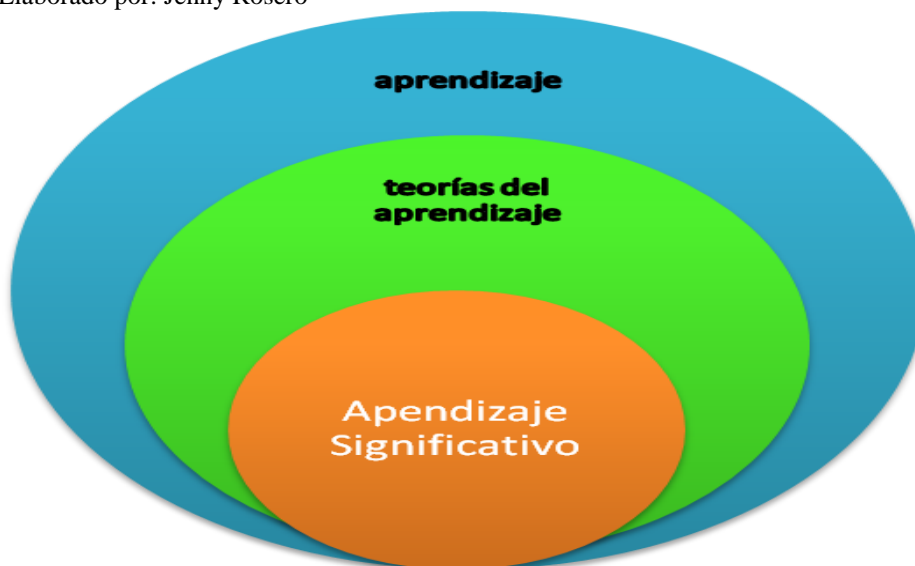 Elaborado por: Jenny Rosero
aprendizaje
teorías del
aprendizaje
Apendizaje
Significativo